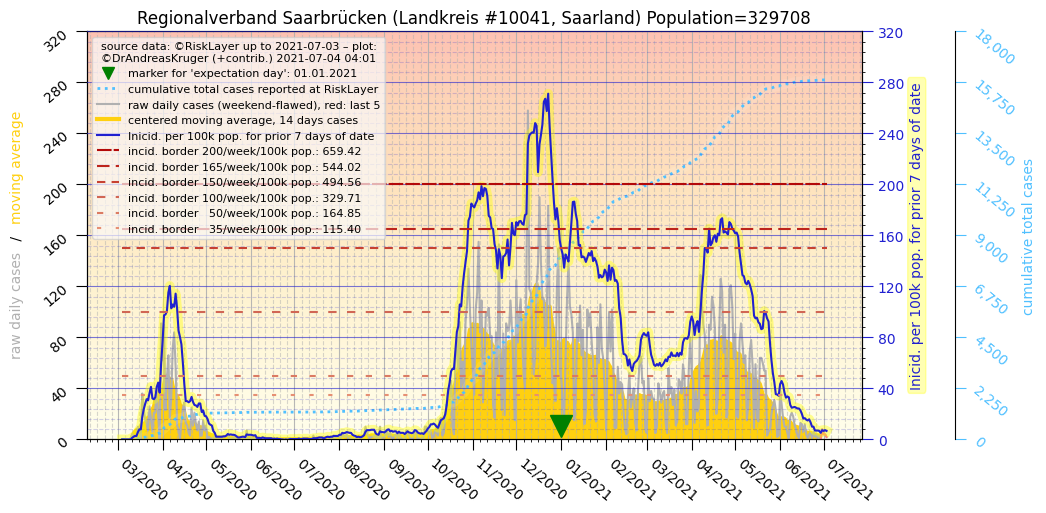 Regionalverband Saarbrücken (Landkreis #10041, Saarland) Population=329708
source data: ©RiskLayer up to 2021-07-03 – plot:
©DrAndreasKruger (+contrib.) 2021-07-04 04:01
marker for 'expectation day': 01.01.2021
cumulative total cases reported at RiskLayer
raw daily cases (weekend-flawed), red: last 5
centered moving average, 14 days cases
Inicid. per 100k pop. for prior 7 days of date
incid. border 200/week/100k pop.: 659.42
incid. border 165/week/100k pop.: 544.02
incid. border 150/week/100k pop.: 494.56
incid. border 100/week/100k pop.: 329.71
incid. border   50/week/100k pop.: 164.85
incid. border   35/week/100k pop.: 115.40
raw daily cases / moving average
320
280
240
200
160
120
80
40
0
03/2020
04/2020
05/2020
06/2020
07/2020
08/2020
09/2020
10/2020
11/2020
12/2020
01/2021
02/2021
03/2021
04/2021
05/2021
06/2021
07/2021
320
280
240
200
160
120
80
40
0
Inicid. per 100k pop. for prior 7 days of date
18,000
15,750
13,500
11,250
9,000
6,750
4,500
2,250
0
cumulative total cases